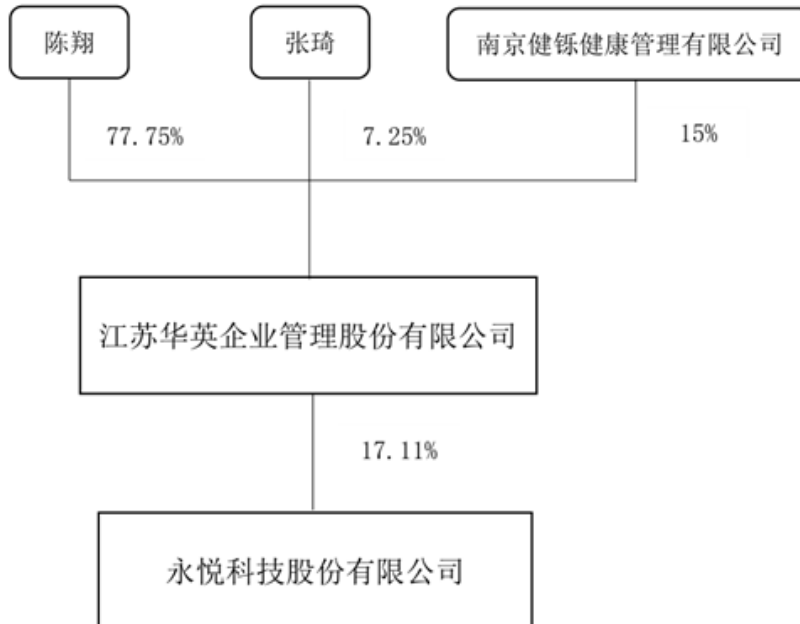 陈翔
张琦
南京健铄健康管理有限公司
77.75%
7.25%
15%
江苏华英企业管理股份有限公司
17.11%
永悦科技股份有限公司